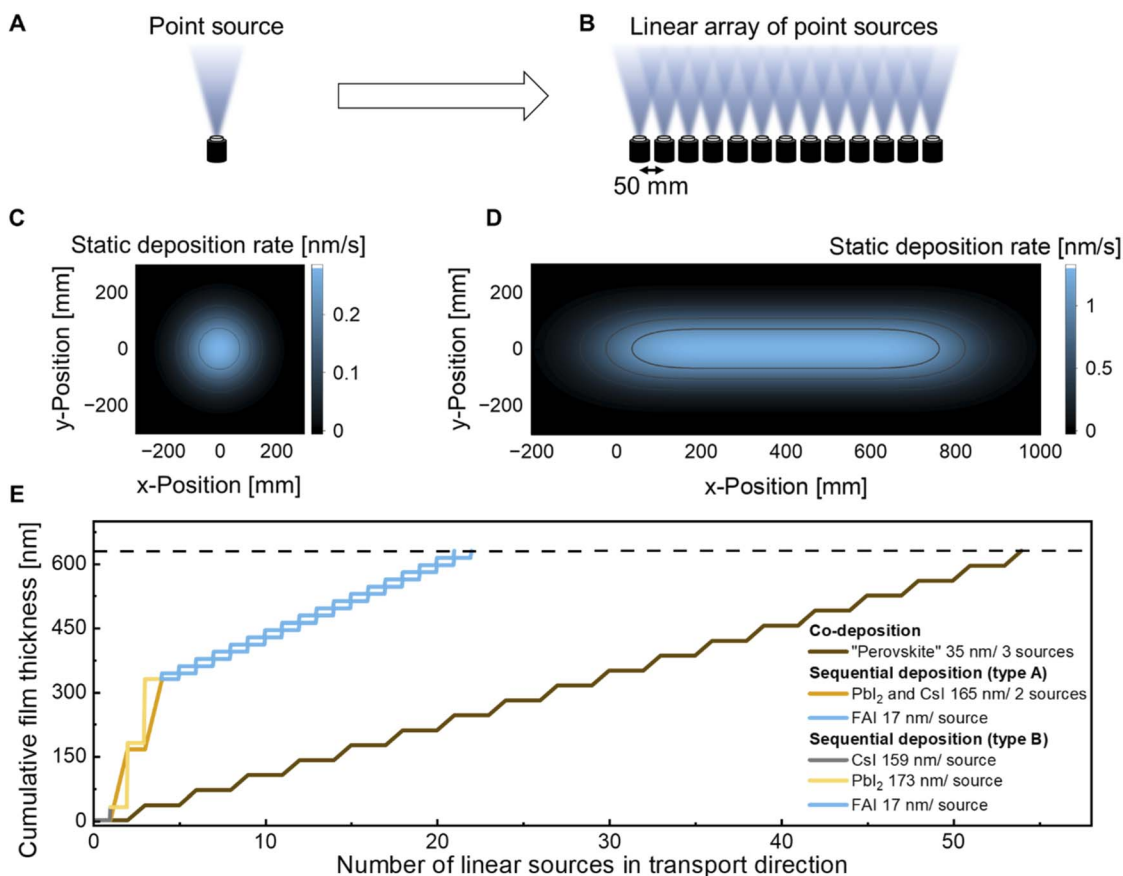 A
Point source
B
Linear array of point sources
50 mm
C
Static deposition rate [nm/s]
y-Position [mm]
200
0
−200
−200 0 200
x-Position [mm]
0.2
0.1
0
D
Static deposition rate [nm/s]
y-Position [mm]
200
0
−200
−200 0 200 400 600 800 1000
x-Position [mm]
1
0.5
0
E
Cumulative film thickness [nm]
600
450
300
150
0
0 10 20 30 40 50
Number of linear sources in transport direction
Co-deposition
"Perovskite" 35 nm/ 3 sources
Sequential deposition (type A)
PbI₂ and CsI 165 nm/ 2 sources
FAI 17 nm/ source
Sequential deposition (type B)
CsI 159 nm/ source
PbI₂ 173 nm/ source
FAI 17 nm/ source